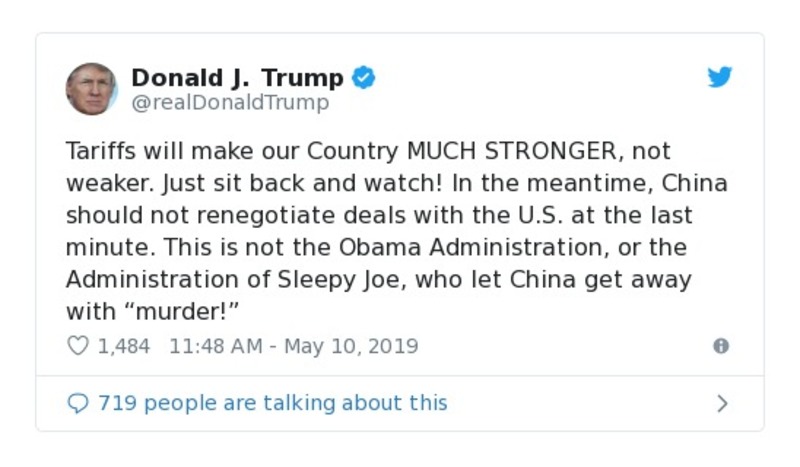 Donald J. Trump
@realDonaldTrump
Tariffs will make our Country MUCH STRONGER, not
weaker. Just sit back and watch! In the meantime, China
should not renegotiate deals with the U.S. at the last
minute. This is not the Obama Administration, or the
Administration of Sleepy Joe, who let China get away
with “murder!”
1,484 11:48 AM - May 10, 2019
719 people are talking about this